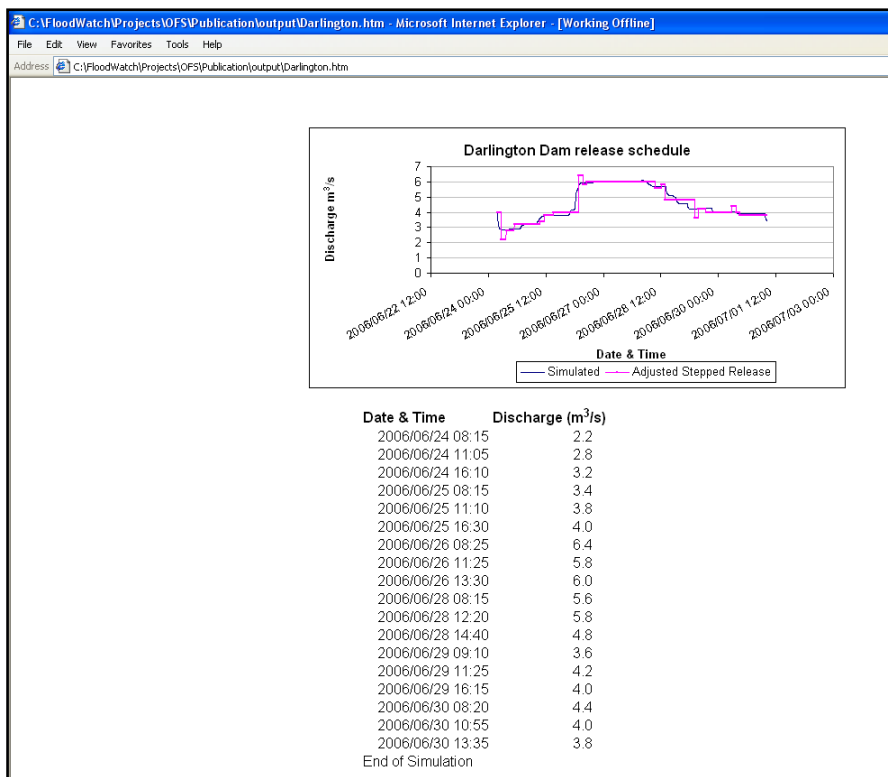 C:\FloodWatch\Projects\OFS\Publication\output\Darlington.htm - Microsoft Internet Explorer - [Working Offline]
File Edit View Favorites Tools Help
Address C:\FloodWatch\Projects\OFS\Publication\output\Darlington.htm
Darlington Dam release schedule
Discharge m³/s
7
6
5
4
3
2
1
0
2006/06/22 12:00
2006/06/24 00:00
2006/06/25 12:00
2006/06/27 00:00
2006/06/28 12:00
2006/06/30 00:00
2006/07/01 12:00
2006/07/03 00:00
Date & Time
Simulated Adjusted Stepped Release
Date & Time Discharge (m³/s)
2006/06/24 08:15 2.2
2006/06/24 11:05 2.8
2006/06/24 16:10 3.2
2006/06/25 08:15 3.4
2006/06/25 11:10 3.8
2006/06/25 16:30 4.0
2006/06/26 08:25 6.4
2006/06/26 11:25 5.8
2006/06/26 13:30 6.0
2006/06/28 08:15 5.6
2006/06/28 12:20 5.8
2006/06/28 14:40 4.8
2006/06/29 09:10 3.6
2006/06/29 11:25 4.2
2006/06/29 16:15 4.0
2006/06/30 08:20 4.4
2006/06/30 10:55 4.0
2006/06/30 13:35 3.8
End of Simulation